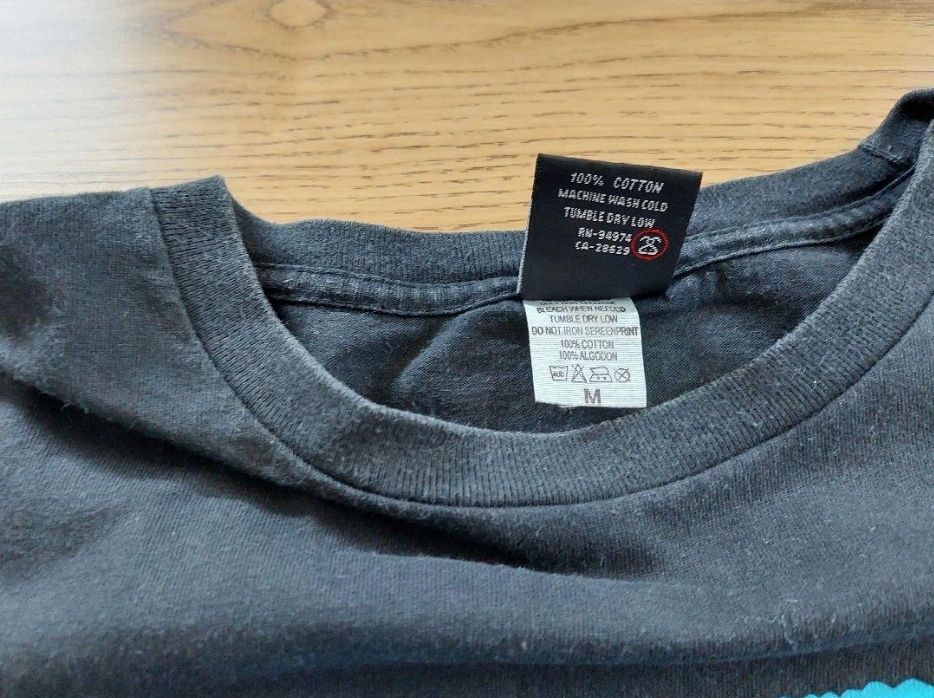 100% COTTON
MACHINE WASH COLD
TUMBLE DRY LOW
RN-94974
CA-28629
BLEACH WHEN NEEDED
TUMBLE DRY LOW
DO NOT IRON SCREENPRINT
100% COTTON
100% ALGODON
M